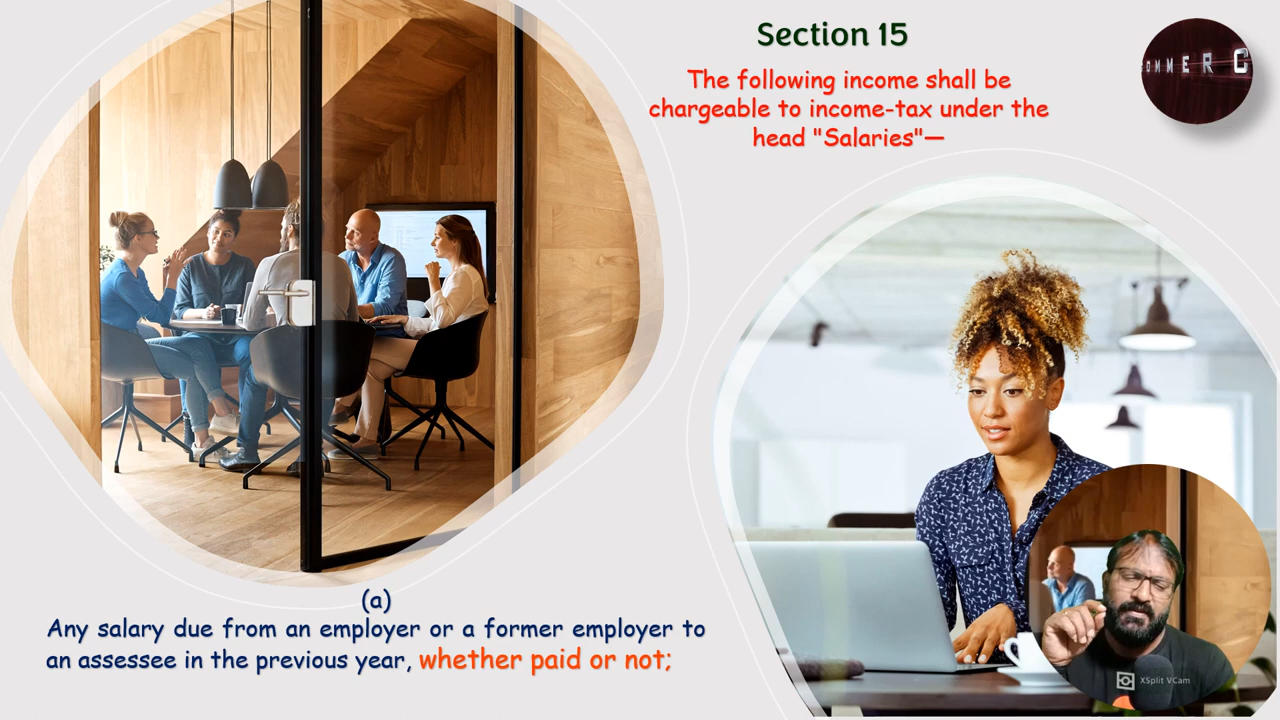 Section 15
The following income shall be
chargeable to income-tax under the
head "Salaries"—
OMMER C
(a)
Any salary due from an employer or a former employer to
an assessee in the previous year, whether paid or not;
XSplit VCam